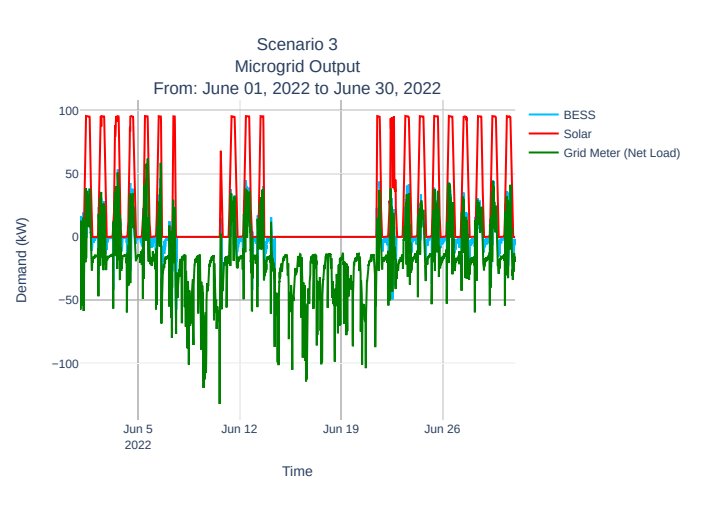 Scenario 3
Microgrid Output
From: June 01, 2022 to June 30, 2022
BESS
Solar
Grid Meter (Net Load)
Demand (kW)
100
50
0
−50
−100
Jun 5
2022
Jun 12
Jun 19
Jun 26
Time